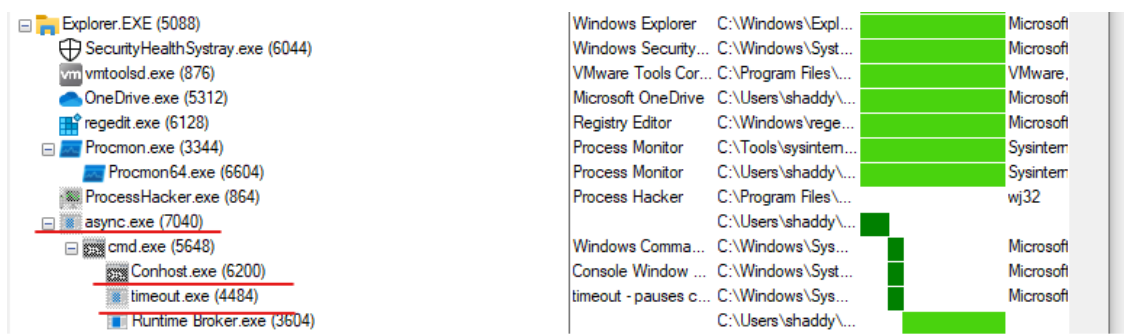 Explorer.EXE (5088) Windows Explorer C:\Windows\Expl... Microsoft
SecurityHealthSystray.exe (6044) Windows Security... C:\Windows\Syst... Microsoft
vm vmtoolsd.exe (876) VMware Tools Cor... C:\Program Files\... VMware,
OneDrive.exe (5312) Microsoft OneDrive C:\Users\shaddy\... Microsoft
regedit.exe (6128) Registry Editor C:\Windows\rege... Microsoft
Procmon.exe (3344) Process Monitor C:\Tools\sysintern... Sysintern
Procmon64.exe (6604) Process Monitor C:\Users\shaddy\... Sysintern
ProcessHacker.exe (864) Process Hacker C:\Program Files\... wj32
async.exe (7040) C:\Users\shaddy\...
cmd.exe (5648) Windows Comma... C:\Windows\Sys... Microsoft
Conhost.exe (6200) Console Window ... C:\Windows\Syst... Microsoft
timeout.exe (4484) timeout - pauses c... C:\Windows\Sys... Microsoft
Runtime Broker.exe (3604) C:\Users\shaddy\...